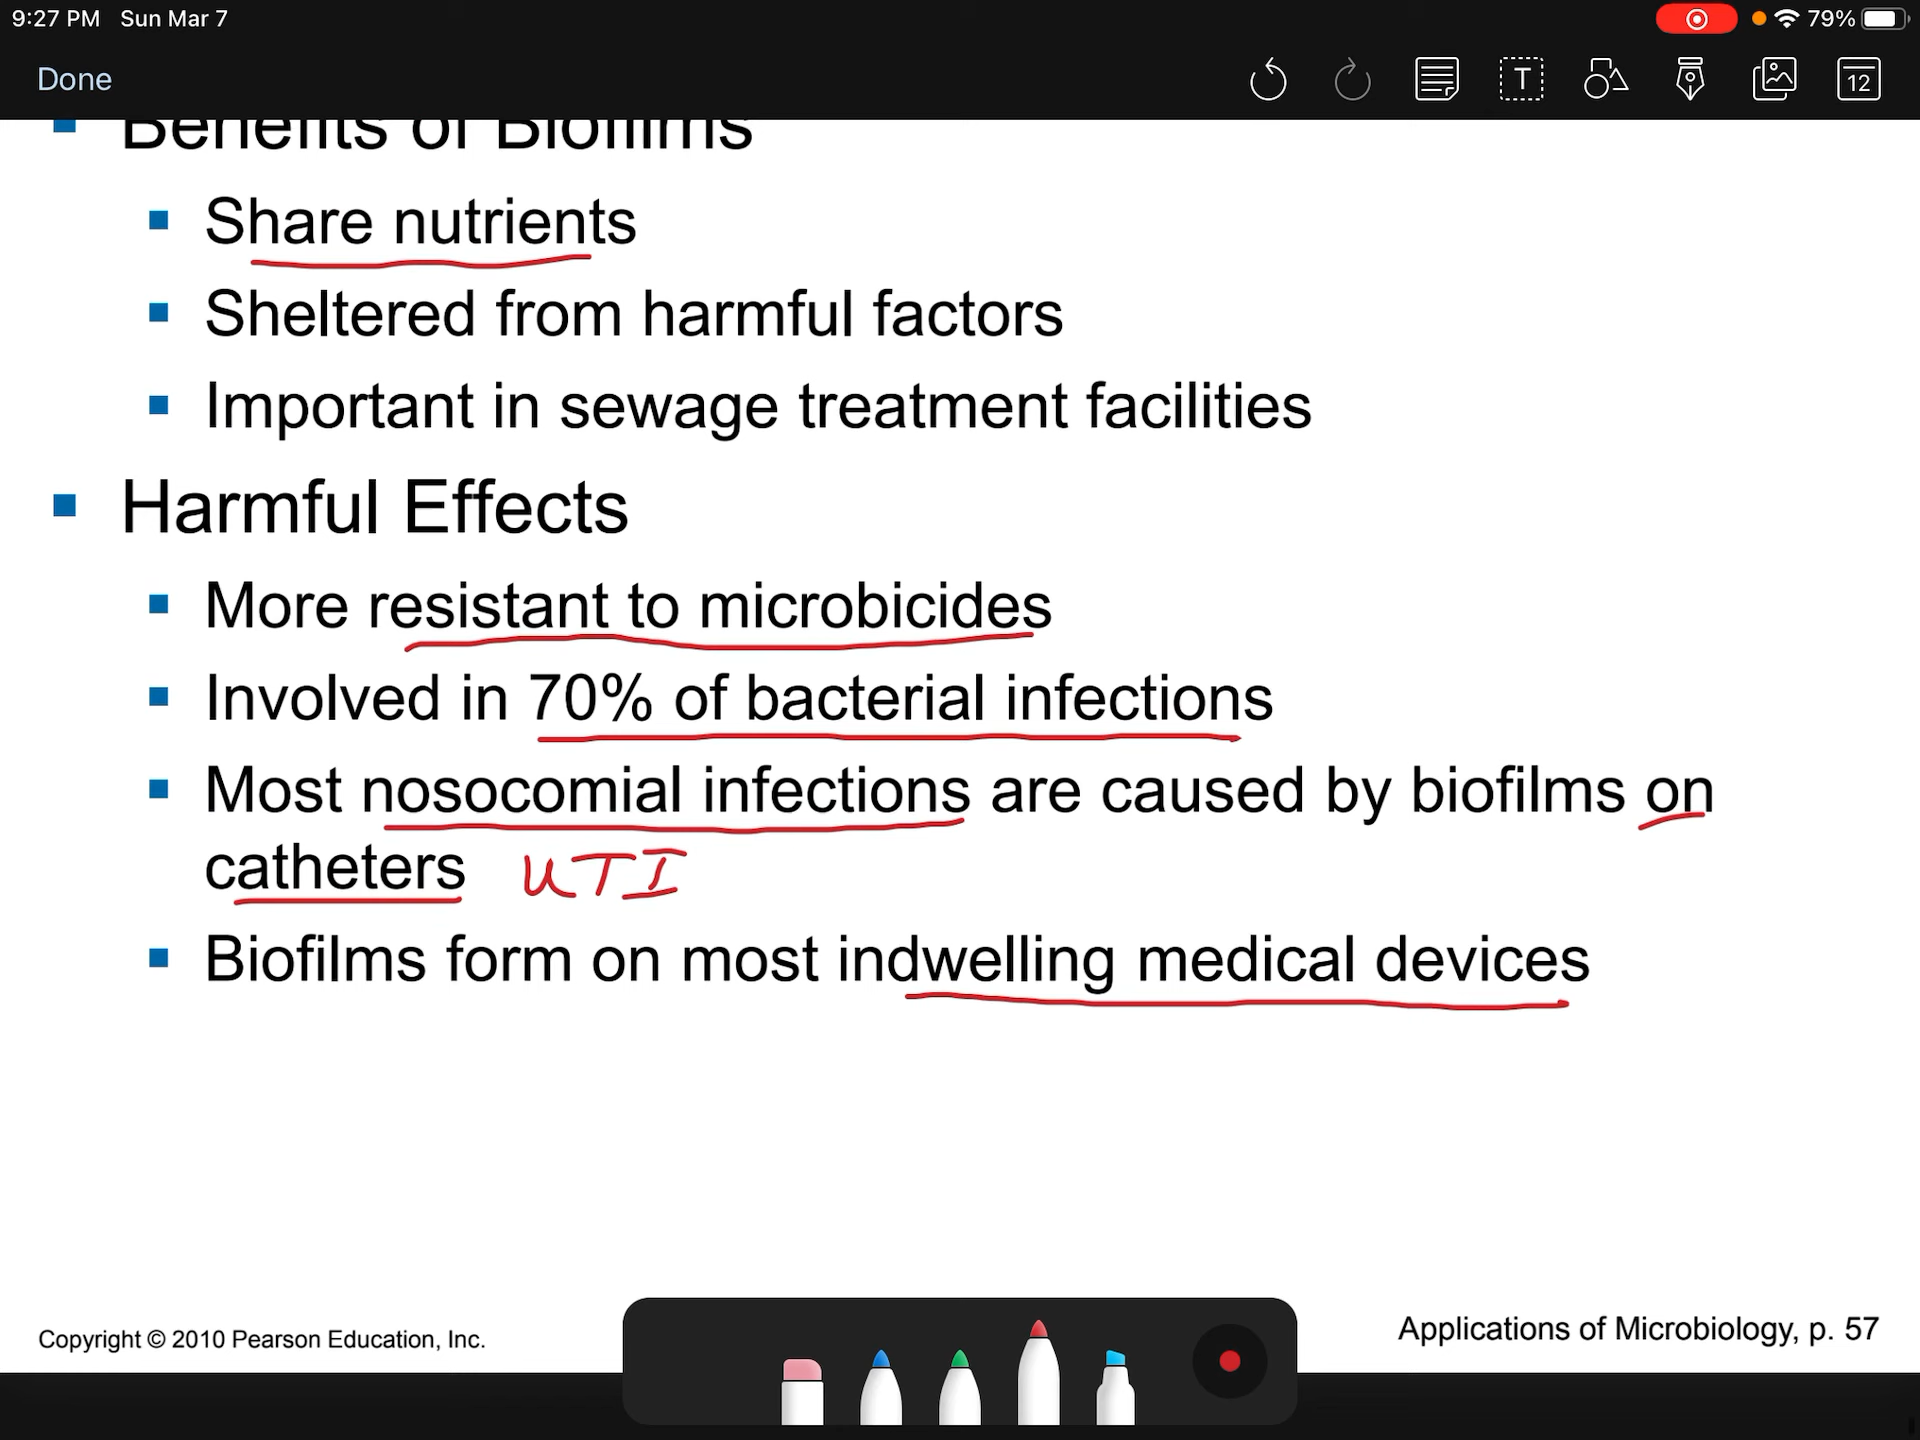 9:27 PM Sun Mar 7 79%
Done T 12
Benefits of Biofilms
Share nutrients
Sheltered from harmful factors
Important in sewage treatment facilities
Harmful Effects
More resistant to microbicides
Involved in 70% of bacterial infections
Most nosocomial infections are caused by biofilms on
catheters UTI
Biofilms form on most indwelling medical devices
Copyright © 2010 Pearson Education, Inc. Applications of Microbiology, p. 57